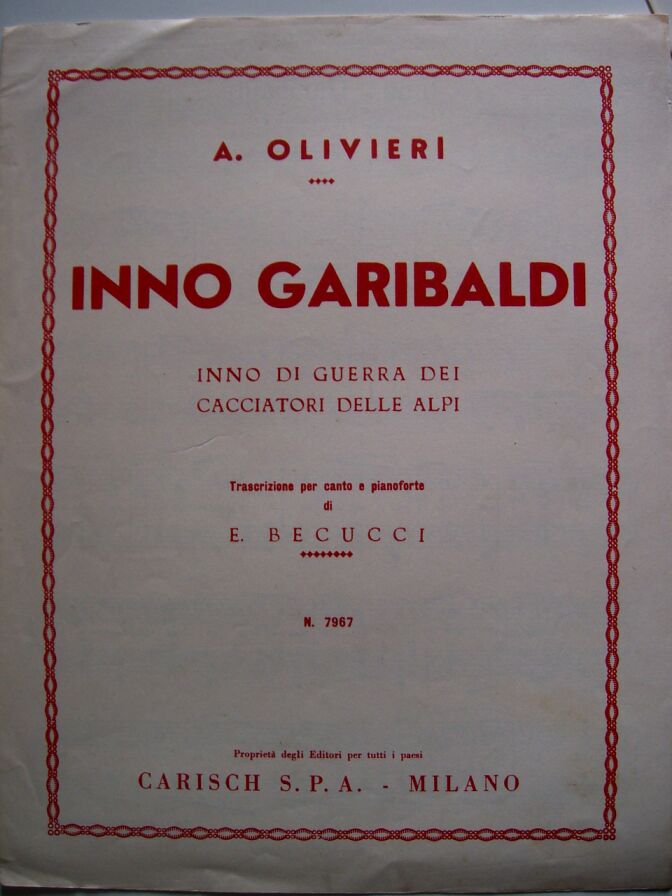 A. OLIVIERI
INNO GARIBALDI
INNO DI GUERRA DEI
CACCIATORI DELLE ALPI
Trascrizione per canto e pianoforte
di
E. BECUCCI
N. 7967
Proprietà degli Editori per tutti i paesi
CARISCH S.P.A. - MILANO